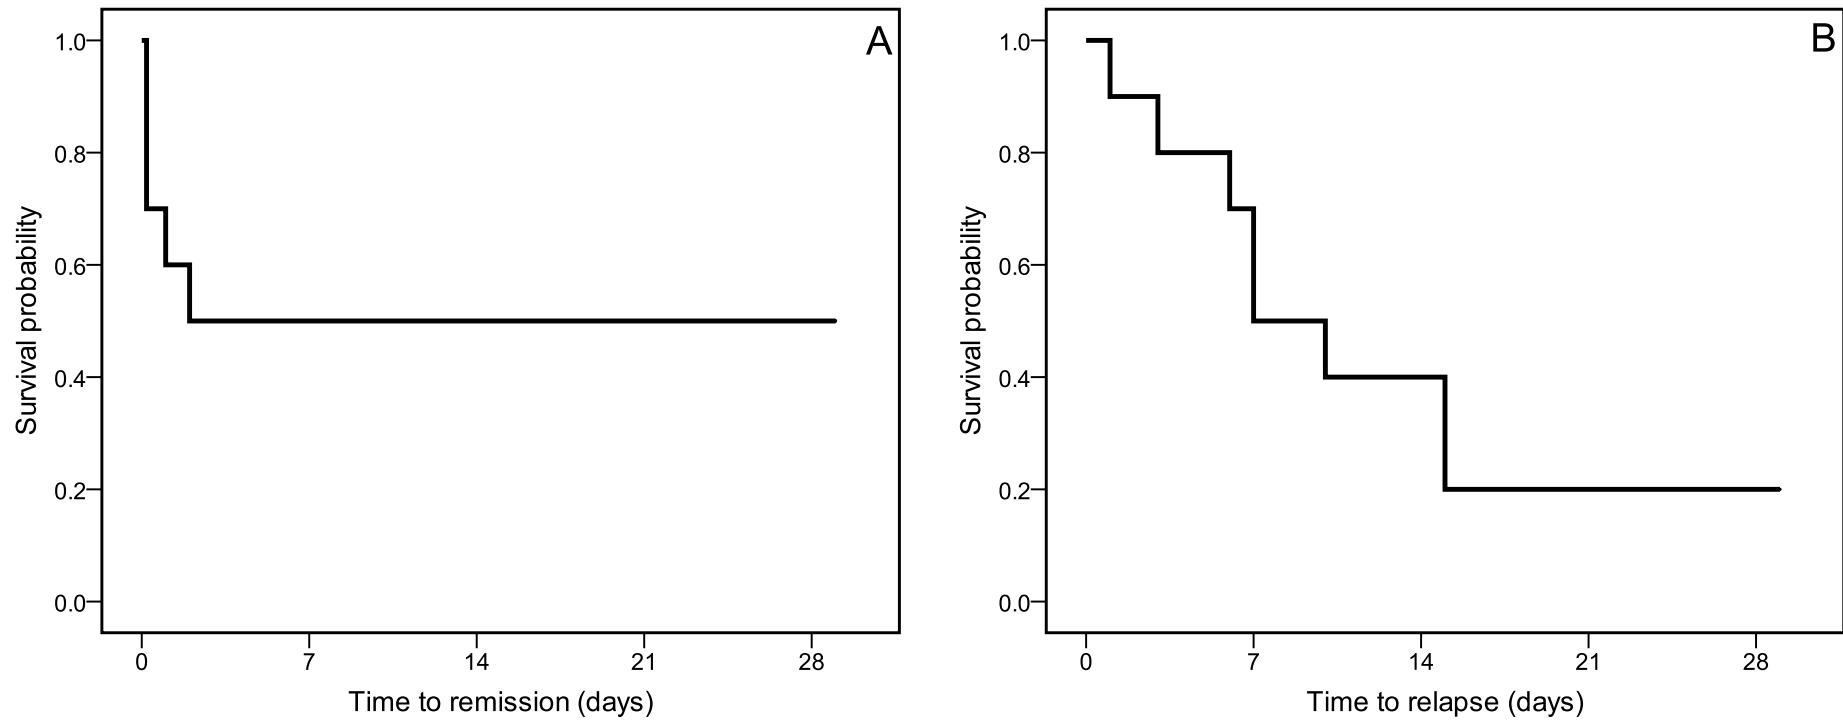 A
1.0
0.8
0.6
0.4
0.2
0.0
Survival probability
0 7 14 21 28
Time to remission (days)
B
1.0
0.8
0.6
0.4
0.2
0.0
Survival probability
0 7 14 21 28
Time to relapse (days)